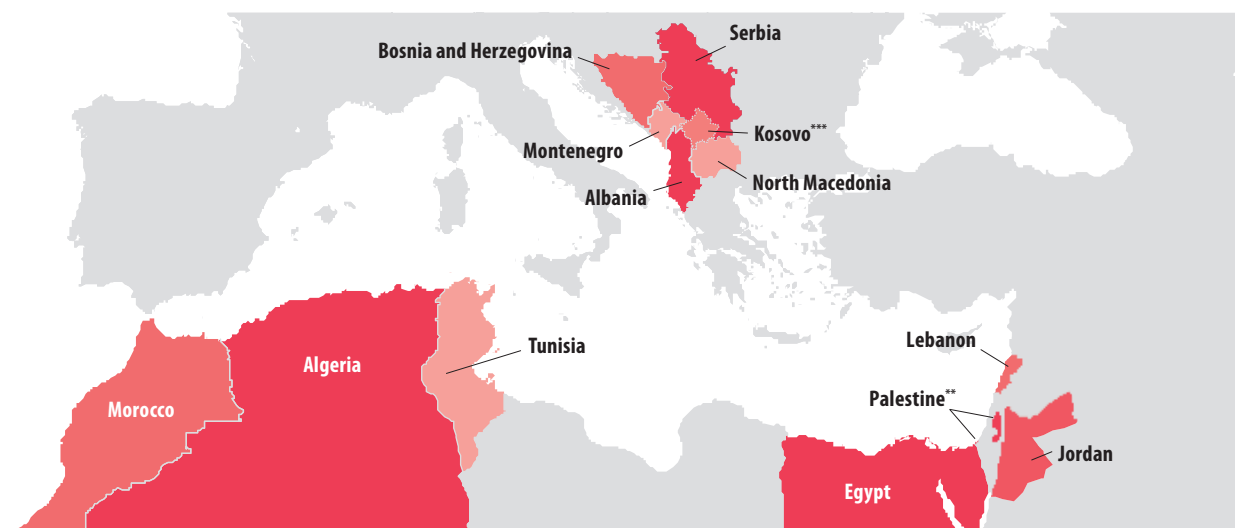 Serbia
Bosnia and Herzegovina
Kosovo***
Montenegro
North Macedonia
Albania
Lebanon
Tunisia
Algeria
Palestine**
Morocco
Jordan
Egypt